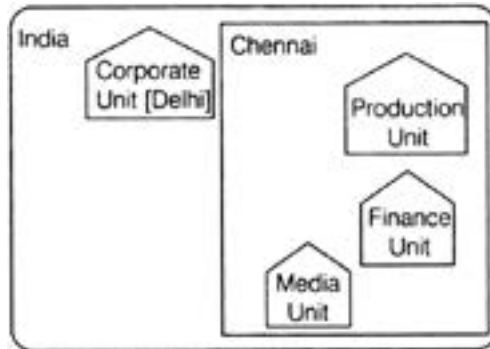 India
Corporate
Unit [Delhi]
Chennai
Production
Unit
Finance
Unit
Media
Unit